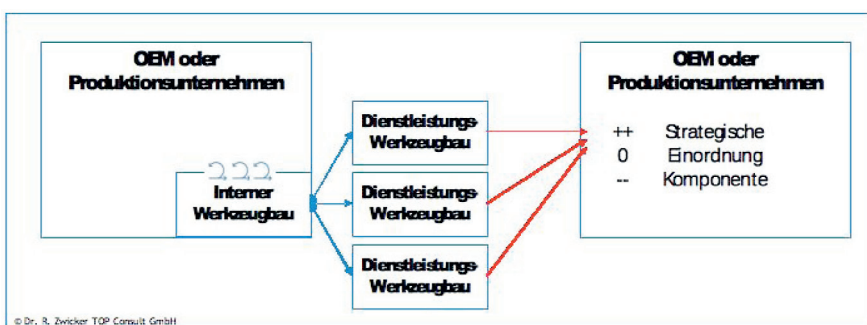 OEM oder
Produktionsunternehmen
Interner
Werkzeugbau
Dienstleistungs-
Werkzeugbau
Dienstleistungs-
Werkzeugbau
Dienstleistungs-
Werkzeugbau
OEM oder
Produktionsunternehmen
++ Strategische
0 Einordnung
-- Komponente
© Dr. R. Zwicker TOP Consult GmbH